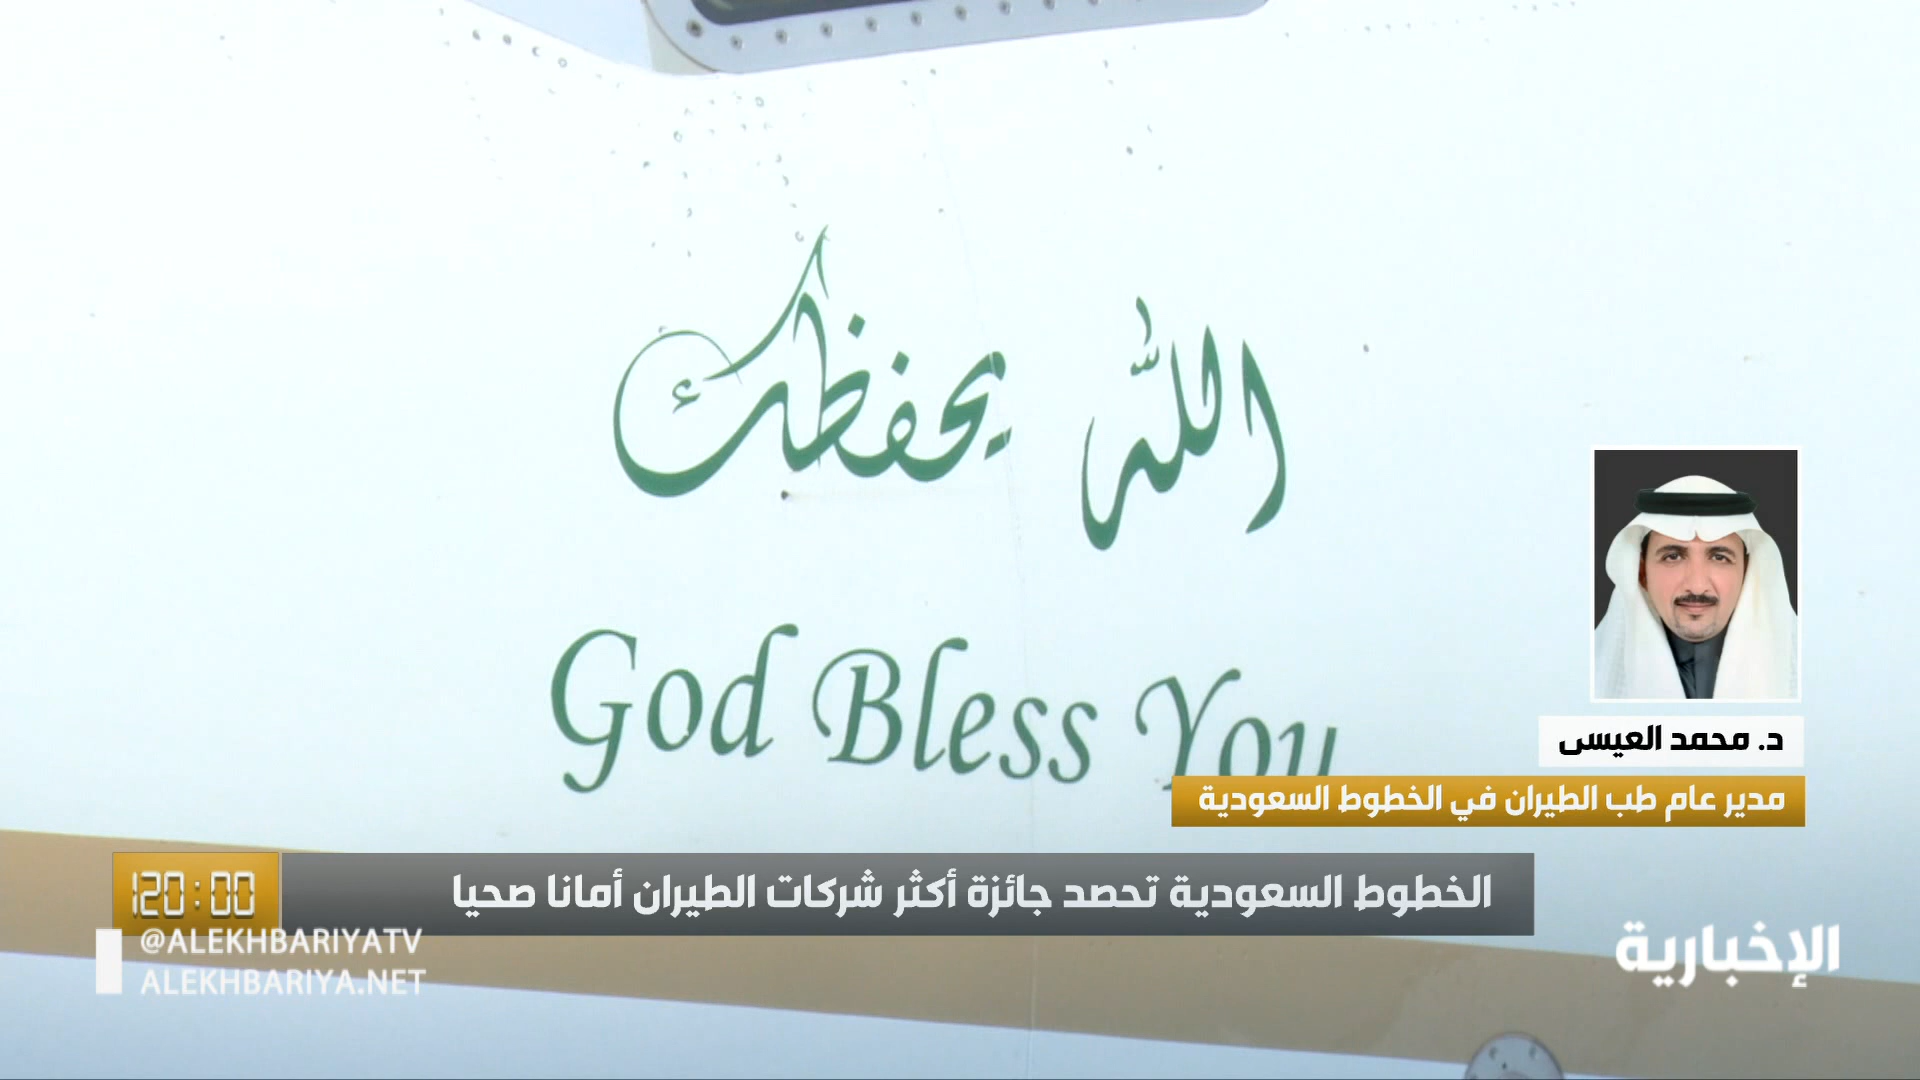 الله يحفظك
God Bless You
د. محمد العيسى
مدير عام طب الطيران في الخطوط السعودية
الخطوط السعودية تحصد جائزة أكثر شركات الطيران أمانا صحيا
120:00
@ALEKHBARIYATV
ALEKHBARIYA.NET
الإخبارية